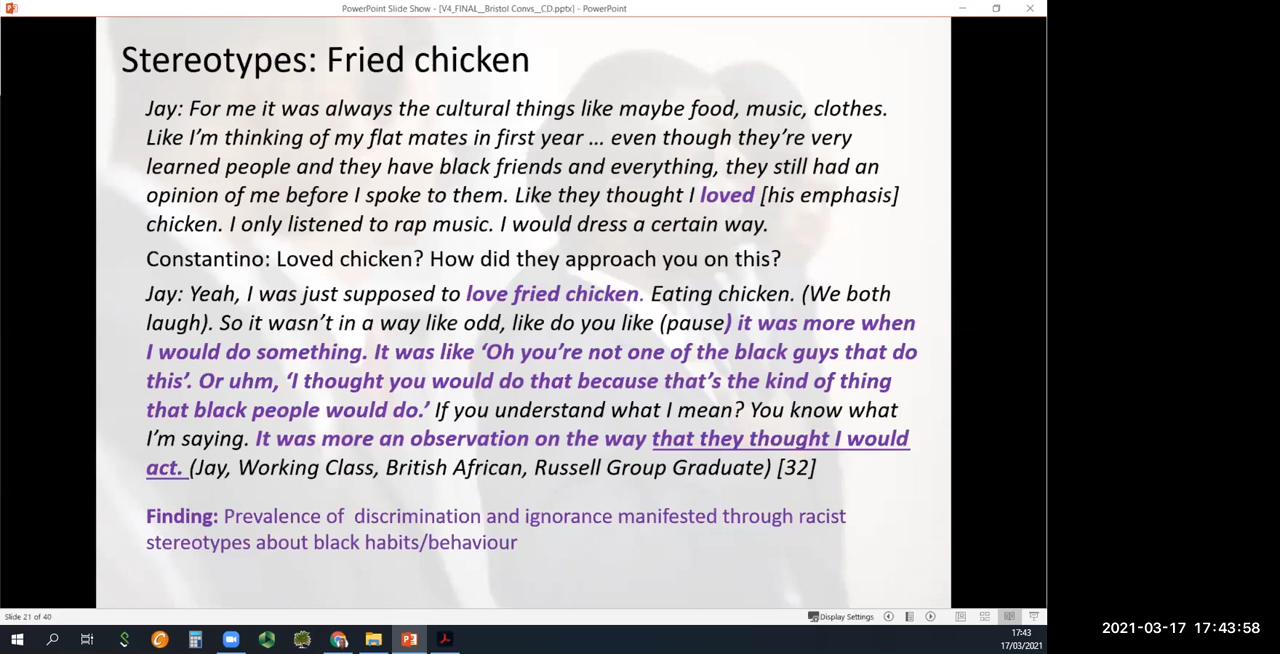 PowerPoint Slide Show - [V4_FINAL__Bristol Convs__CD.pptx] - PowerPoint
Stereotypes: Fried chicken
Jay: For me it was always the cultural things like maybe food, music, clothes.
Like I'm thinking of my flat mates in first year … even though they're very
learned people and they have black friends and everything, they still had an
opinion of me before I spoke to them. Like they thought I loved [his emphasis]
chicken. I only listened to rap music. I would dress a certain way.
Constantino: Loved chicken? How did they approach you on this?
Jay: Yeah, I was just supposed to love fried chicken. Eating chicken. (We both
laugh). So it wasn't in a way like odd, like do you like (pause) it was more when
I would do something. It was like 'Oh you're not one of the black guys that do
this'. Or uhm, 'I thought you would do that because that's the kind of thing
that black people would do.' If you understand what I mean? You know what
I'm saying. It was more an observation on the way that they thought I would
act. (Jay, Working Class, British African, Russell Group Graduate) [32]
Finding: Prevalence of discrimination and ignorance manifested through racist
stereotypes about black habits/behaviour
Slide 21 of 40
Display Settings
17:43
17/03/2021
2021-03-17 17:43:58